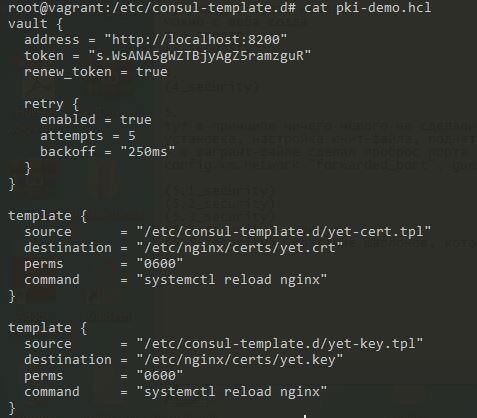 root@vagrant:/etc/consul-template.d# cat pki-demo.hcl
vault {
  address = "http://localhost:8200"
  token = "s.WsANA5gWZTBjyAgZ5ramzguR"
  renew_token = true

  retry {
    enabled = true
    attempts = 5
    backoff = "250ms"
  }
}

template {
  source      = "/etc/consul-template.d/yet-cert.tpl"
  destination = "/etc/nginx/certs/yet.crt"
  perms       = "0600"
  command     = "systemctl reload nginx"
}

template {
  source      = "/etc/consul-template.d/yet-key.tpl"
  destination = "/etc/nginx/certs/yet.key"
  perms       = "0600"
  command     = "systemctl reload nginx"
}